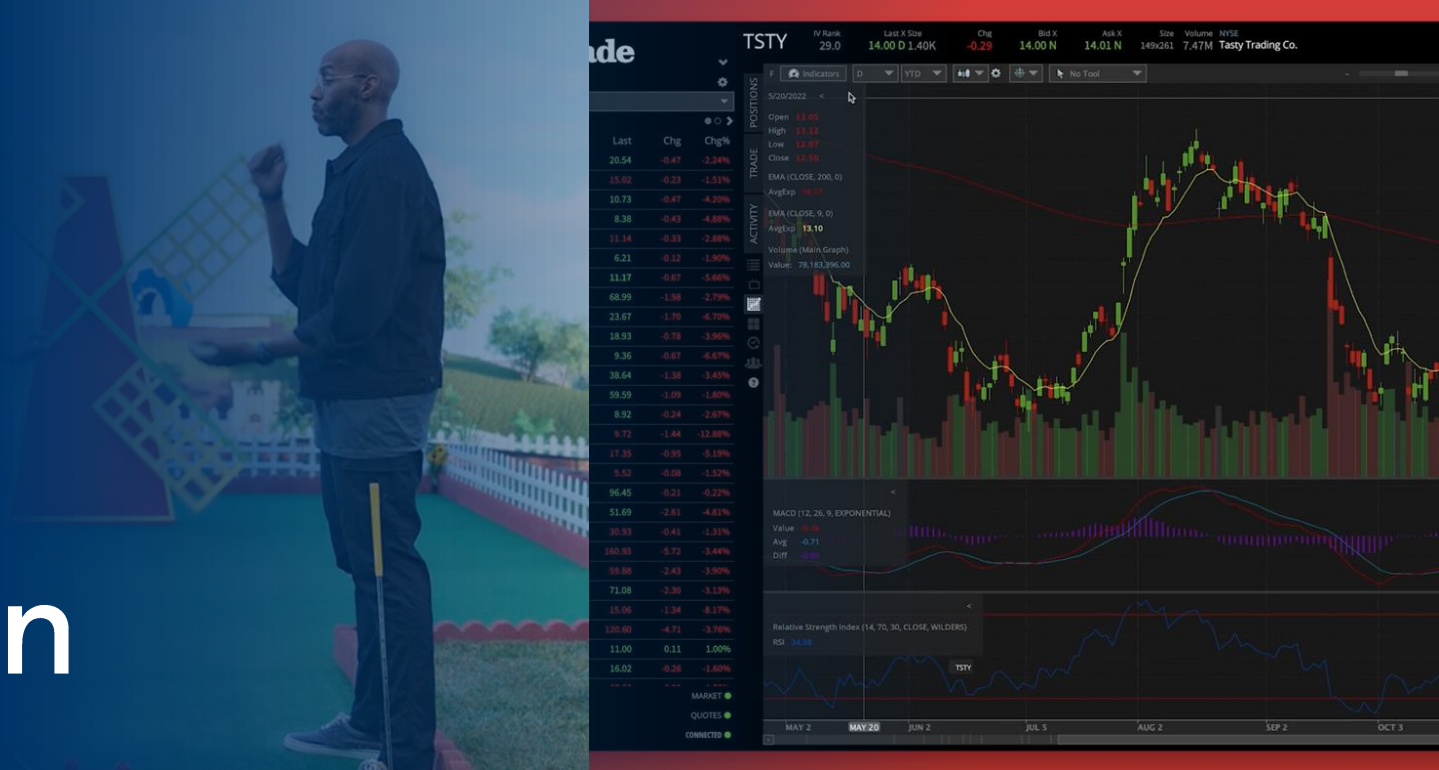 n
ade
TSTY
IV Rank
29.0
Last X Size
14.00 D 1.40K
Chg
-0.29
Bid X
14.00 N
Ask X
14.01 N
Size
149x261
Volume
7.47M
NYSE
Tasty Trading Co.
F Indicators D YTD No Tool
POSITIONS
TRADE
ACTIVITY
5/20/2022 <
Open 13.05
High 13.12
Low 12.07
Close 12.50
EMA (CLOSE, 200, 0)
AvgExp
EMA (CLOSE, 9, 0)
AvgExp 13.10
Volume (Main Graph)
Value: 78,183,996.00
Last Chg Chg%
20.54 -0.47 -2.24%
15.02 -0.23 -1.51%
10.73 -0.47 -4.20%
8.38 -0.43 -4.88%
11.14 -0.33 -2.88%
6.21 -0.12 -1.90%
11.17 -0.67 -5.66%
68.99 -1.98 -2.79%
23.67 -1.70 -6.70%
18.93 -0.78 -3.96%
9.36 -0.67 -6.67%
38.64 -1.38 -3.45%
59.59 -1.09 -1.80%
8.92 -0.24 -2.67%
9.72 -1.44 -12.88%
17.35 -0.95 -5.19%
5.52 -0.08 -1.52%
96.45 -0.21 -0.22%
51.69 -2.61 -4.81%
30.93 -0.41 -1.31%
160.93 -5.72 -3.44%
59.88 -2.43 -3.90%
71.08 -2.30 -3.13%
15.06 -1.34 -8.17%
120.60 -4.71 -3.76%
11.00 0.11 1.00%
16.02 -0.26 -1.60%
MARKET
QUOTES
CONNECTED
<
MACD (12, 26, 9, EXPONENTIAL)
Value
Avg -0.71
Diff
<
Relative Strength Index (14, 70, 30, CLOSE, WILDERS)
RSI 34.98
TSTY
MAY 2 MAY 20 JUN 2 JUL 5 AUG 2 SEP 2 OCT 3